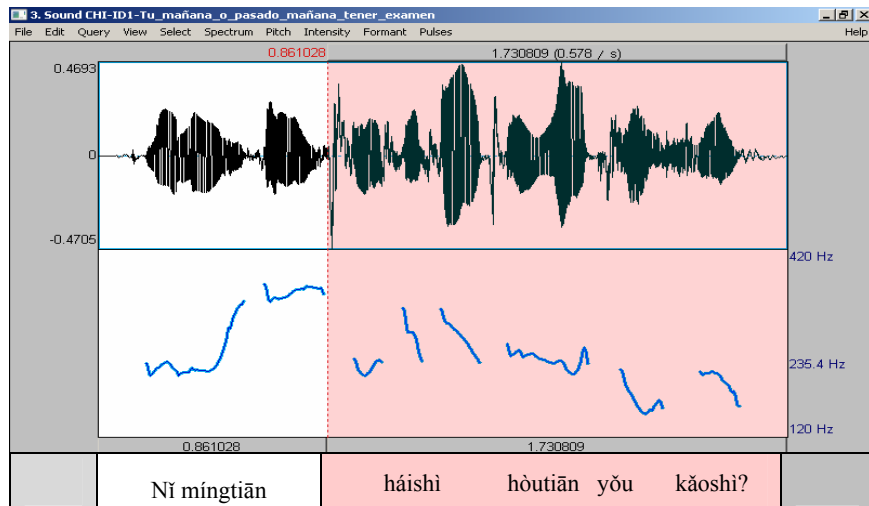 3. Sound CHI-ID1-Tu_mañana_o_pasado_mañana_tener_examen
File Edit Query View Select Spectrum Pitch Intensity Formant Pulses Help
0.861028 1.730809 (0.578 / s)
0.4693
0
-0.4705
420 Hz
235.4 Hz
120 Hz
0.861028 1.730809
Nǐ míngtiān háishì hòutiān yǒu kǎoshì?